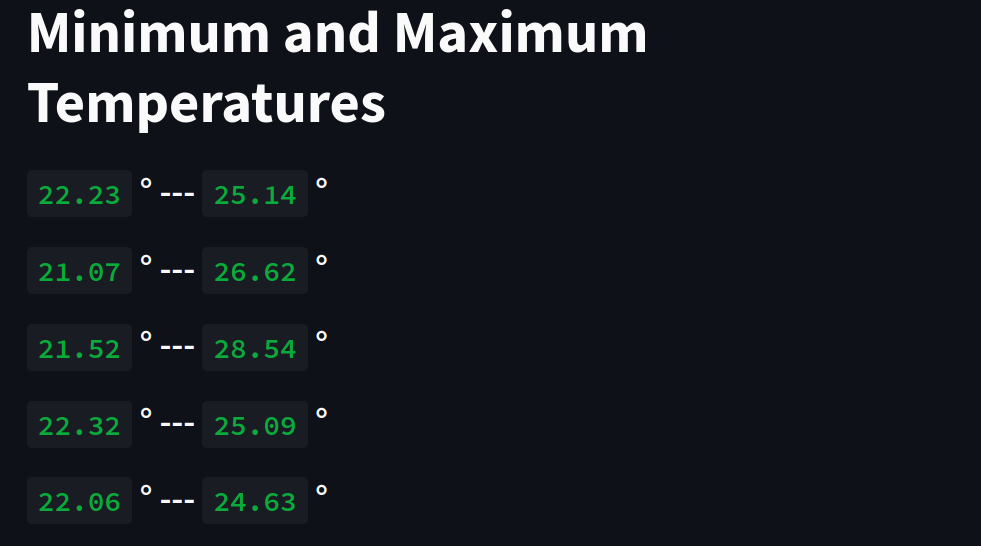 Minimum and Maximum
Temperatures
22.23 ° --- 25.14 °
21.07 ° --- 26.62 °
21.52 ° --- 28.54 °
22.32 ° --- 25.09 °
22.06 ° --- 24.63 °